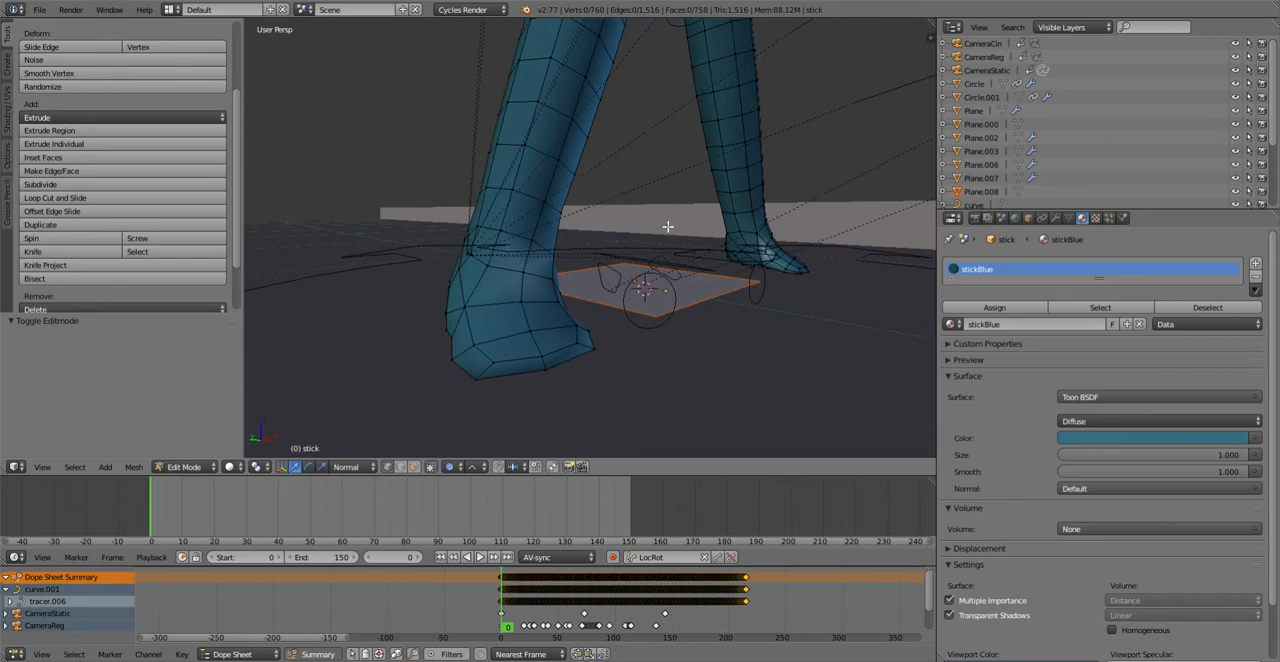 File Render Window Help Default Scene Cycles Render v2.77 | Verts:0/760 | Edges:0/1,516 | Faces:0/758 | Tris:1,516 | Mem:88.12M | stick
Tools
Create
Shading / UVs
Options
Grease Pencil
Deform:
Slide Edge Vertex
Noise
Smooth Vertex
Randomize
Add:
Extrude
Extrude Region
Extrude Individual
Inset Faces
Make Edge/Face
Subdivide
Loop Cut and Slide
Offset Edge Slide
Duplicate
Spin Screw
Knife Select
Knife Project
Bisect
Remove:
Delete
Toggle Editmode
User Persp
(0) stick
View Select Add Mesh Edit Mode Normal
View Search Visible Layers
CameraCin
CameraReg
CameraStatic
Circle
Circle.001
Plane
Plane.000
Plane.002
Plane.003
Plane.006
Plane.007
Plane.008
curve
stick stickBlue
stickBlue
Assign Select Deselect
stickBlue F Data
Custom Properties
Preview
Surface
Surface: Toon BSDF
Diffuse
Color:
Size: 1.000
Smooth: 1.000
Normal: Default
Volume
Volume: None
Displacement
Settings
Surface: Volume:
Multiple Importance Distance
Transparent Shadows Linear
Homogeneous
Viewport Color: Viewport Specular:
-40 -30 -20 -10 0 10 20 30 40 50 60 70 80 90 100 110 120 130 140 150 160 170 180 190 200 210 220 230 240
View Marker Frame Playback Start: 0 End: 150 0 AV-sync LocRot
Dope Sheet Summary
curve.001
tracer.006
CameraStatic
CameraReg
0
-300 -250 -200 -150 -100 -50 0 50 100 150 200 250 300 350
View Select Marker Channel Key Dope Sheet Summary Filters Nearest Frame